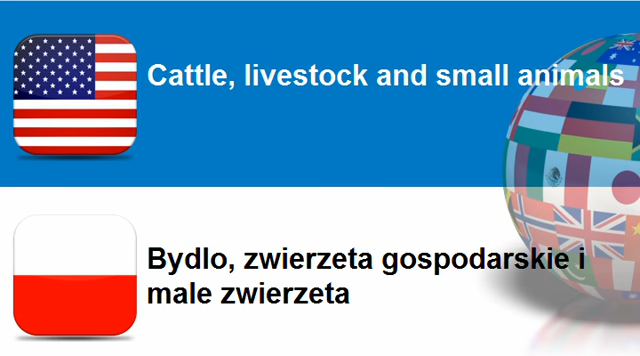 Cattle, livestock and small animals
Bydlo, zwierzeta gospodarskie i
male zwierzeta